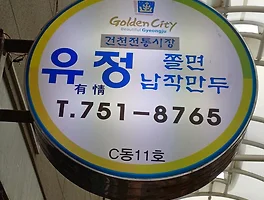 Golden City
Beautiful Gyeongju
건천전통시장
유정 쫄면
有情 납작만두
T.751-8765
C동11호